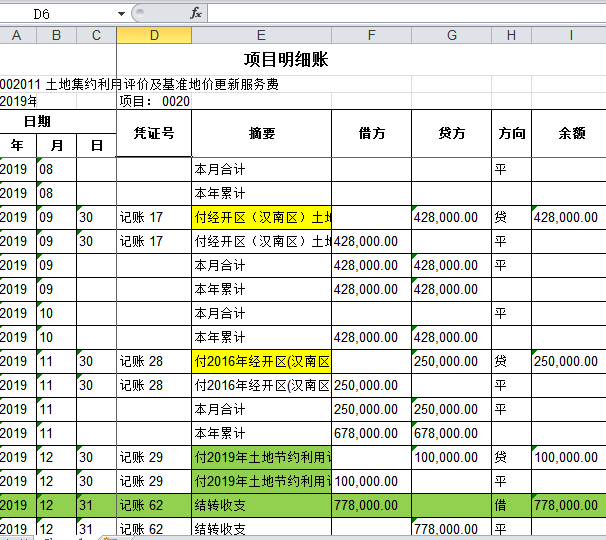 D6 fx
A B C D E F G H I
项目明细账
002011 土地集约利用评价及基准地价更新服务费
2019年 项目： 0020
日期 凭证号 摘要 借方 贷方 方向 余额
年 月 日
2019 08 本月合计 平
2019 08 本年累计
2019 09 30 记账 17 付经开区（汉南区）土地 428,000.00 贷 428,000.00
2019 09 30 记账 17 付经开区（汉南区）土地 428,000.00 平
2019 09 本月合计 428,000.00 428,000.00 平
2019 09 本年累计 428,000.00 428,000.00
2019 10 本月合计 平
2019 10 本年累计 428,000.00 428,000.00
2019 11 30 记账 28 付2016年经开区(汉南区 250,000.00 贷 250,000.00
2019 11 30 记账 28 付2016年经开区(汉南区 250,000.00 平
2019 11 本月合计 250,000.00 250,000.00 平
2019 11 本年累计 678,000.00 678,000.00
2019 12 30 记账 29 付2019年土地节约利用 100,000.00 贷 100,000.00
2019 12 30 记账 29 付2019年土地节约利用 100,000.00 平
2019 12 31 记账 62 结转收支 778,000.00 借 778,000.00
2019 12 31 记账 62 结转收支 778,000.00 平